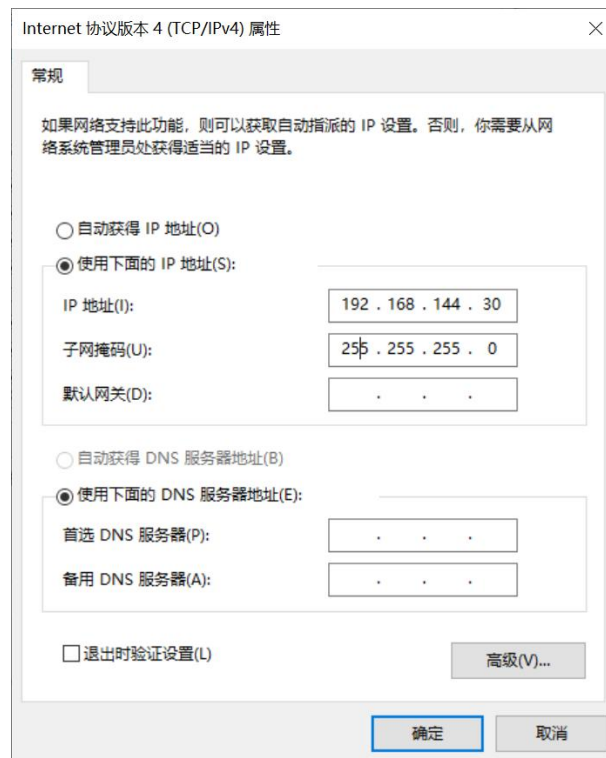 Internet 协议版本 4 (TCP/IPv4) 属性
常规
如果网络支持此功能，则可以获取自动指派的 IP 设置。否则，你需要从网
络系统管理员处获得适当的 IP 设置。
自动获得 IP 地址(O)
使用下面的 IP 地址(S):
IP 地址(I):
192 . 168 . 144 . 30
子网掩码(U):
255 . 255 . 255 . 0
默认网关(D):
. . .
自动获得 DNS 服务器地址(B)
使用下面的 DNS 服务器地址(E):
首选 DNS 服务器(P):
. . .
备用 DNS 服务器(A):
. . .
退出时验证设置(L)
高级(V)...
确定
取消